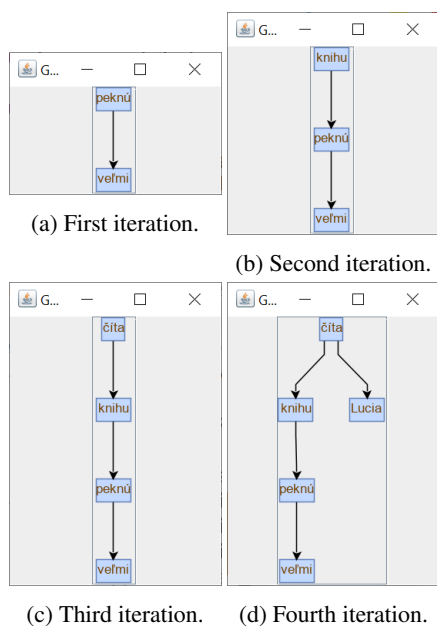 G...
peknú
veľmi
(a) First iteration.
G...
knihu
peknú
veľmi
(b) Second iteration.
G...
číta
knihu
peknú
veľmi
(c) Third iteration.
G...
číta
knihu Lucia
peknú
veľmi
(d) Fourth iteration.